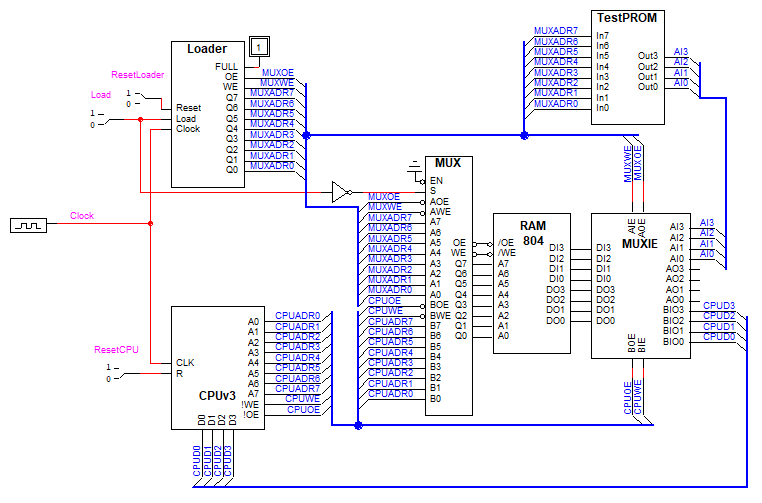 TestPROM
MUXADR7
MUXADR6
MUXADR5
MUXADR4
MUXADR3
MUXADR2
MUXADR1
MUXADR0
In7
In6
In5
In4
In3
In2
In1
In0
Out3
Out2
Out1
Out0
AI3
AI2
AI1
AI0
Loader
1
ResetLoader
1
0
Load
1
0
Reset
Load
Clock
FULL
OE
WE
Q7
Q6
Q5
Q4
Q3
Q2
Q1
Q0
MUXOE
MUXWE
MUXADR7
MUXADR6
MUXADR5
MUXADR4
MUXADR3
MUXADR2
MUXADR1
MUXADR0
Clock
MUX
MUXOE
MUXWE
MUXADR7
MUXADR6
MUXADR5
MUXADR4
MUXADR3
MUXADR2
MUXADR1
MUXADR0
CPUOE
CPUWE
CPUADR7
CPUADR6
CPUADR5
CPUADR4
CPUADR3
CPUADR2
CPUADR1
CPUADR0
EN
S
AOE
AWE
A7
A6
A5
A4
A3
A2
A1
A0
BOE
BWE
B7
B6
B5
B4
B3
B2
B1
B0
OE
WE
Q7
Q6
Q5
Q4
Q3
Q2
Q1
Q0
RAM
804
/OE
/WE
A7
A6
A5
A4
A3
A2
A1
A0
DI3
DI2
DI1
DI0
DO3
DO2
DO1
DO0
MUXWE
MUXOE
AIE
AOE
MUXIE
DI3
DI2
DI1
DI0
DO3
DO2
DO1
DO0
AI3
AI2
AI1
AI0
AO3
AO2
AO1
AO0
BIO3
BIO2
BIO1
BIO0
AI3
AI2
AI1
AI0
CPUD3
CPUD2
CPUD1
CPUD0
BOE
BIE
CPUOE
CPUWE
ResetCPU
1
0
CLK
R
CPUv3
A0
A1
A2
A3
A4
A5
A6
A7
!WE
!OE
CPUADR0
CPUADR1
CPUADR2
CPUADR3
CPUADR4
CPUADR5
CPUADR6
CPUADR7
CPUWE
CPUOE
D0
D1
D2
D3
CPUD0
CPUD1
CPUD2
CPUD3